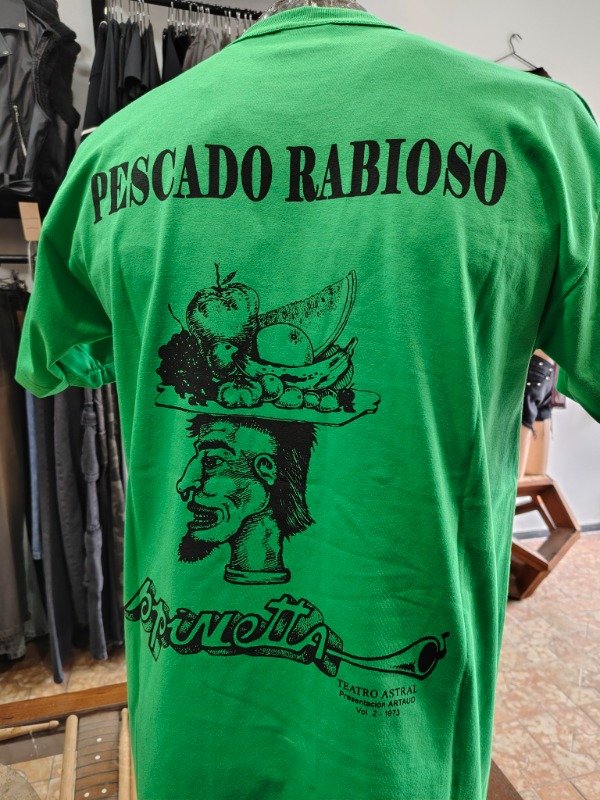 PESCADO RABIOSO
Spinetta
TEATRO ASTRAL
Presentación ARTAUD
Vol. 2 - 1973